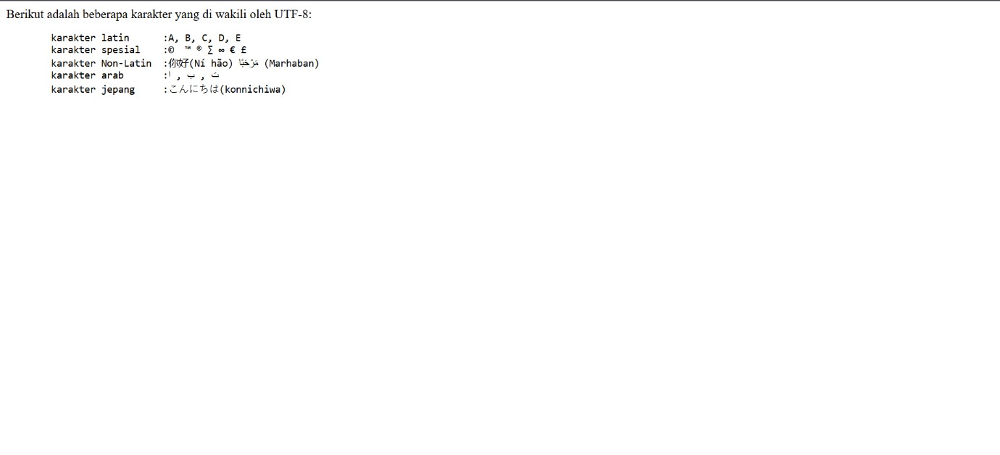 Berikut adalah beberapa karakter yang di wakili oleh UTF-8:
karakter latin :A, B, C, D, E
karakter spesial :© ™ ® ∑ ∞ € £
karakter Non-Latin :你好(Ní hão) مَرْحَبًا (Marhaban)
karakter arab :ا , ب , ت
karakter jepang :こんにちは(konnichiwa)